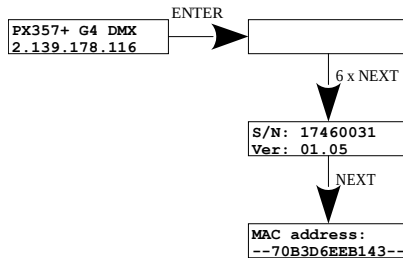 PX357+ G4 DMX
2.139.178.116
ENTER
6 x NEXT
S/N: 17460031
Ver: 01.05
NEXT
MAC address:
--70B3D6EEB143--